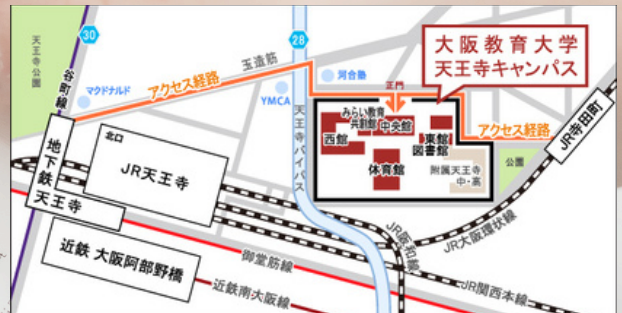 大阪教育大学
天王寺キャンパス
30
28
天王寺公園
谷町線
マクドナルド
アクセス経路
玉造筋
YMCA
河合塾
正門
みらい教育
共創館
中央館
西館
東館
図書館
体育館
附属天王寺
中・高
アクセス経路
公園
JR寺田町
天王寺バイパス
北口
JR天王寺
地下鉄
天王寺
近鉄 大阪阿部野橋
御堂筋線
近鉄南大阪線
JR阪和線
JR大阪環状線
JR関西本線